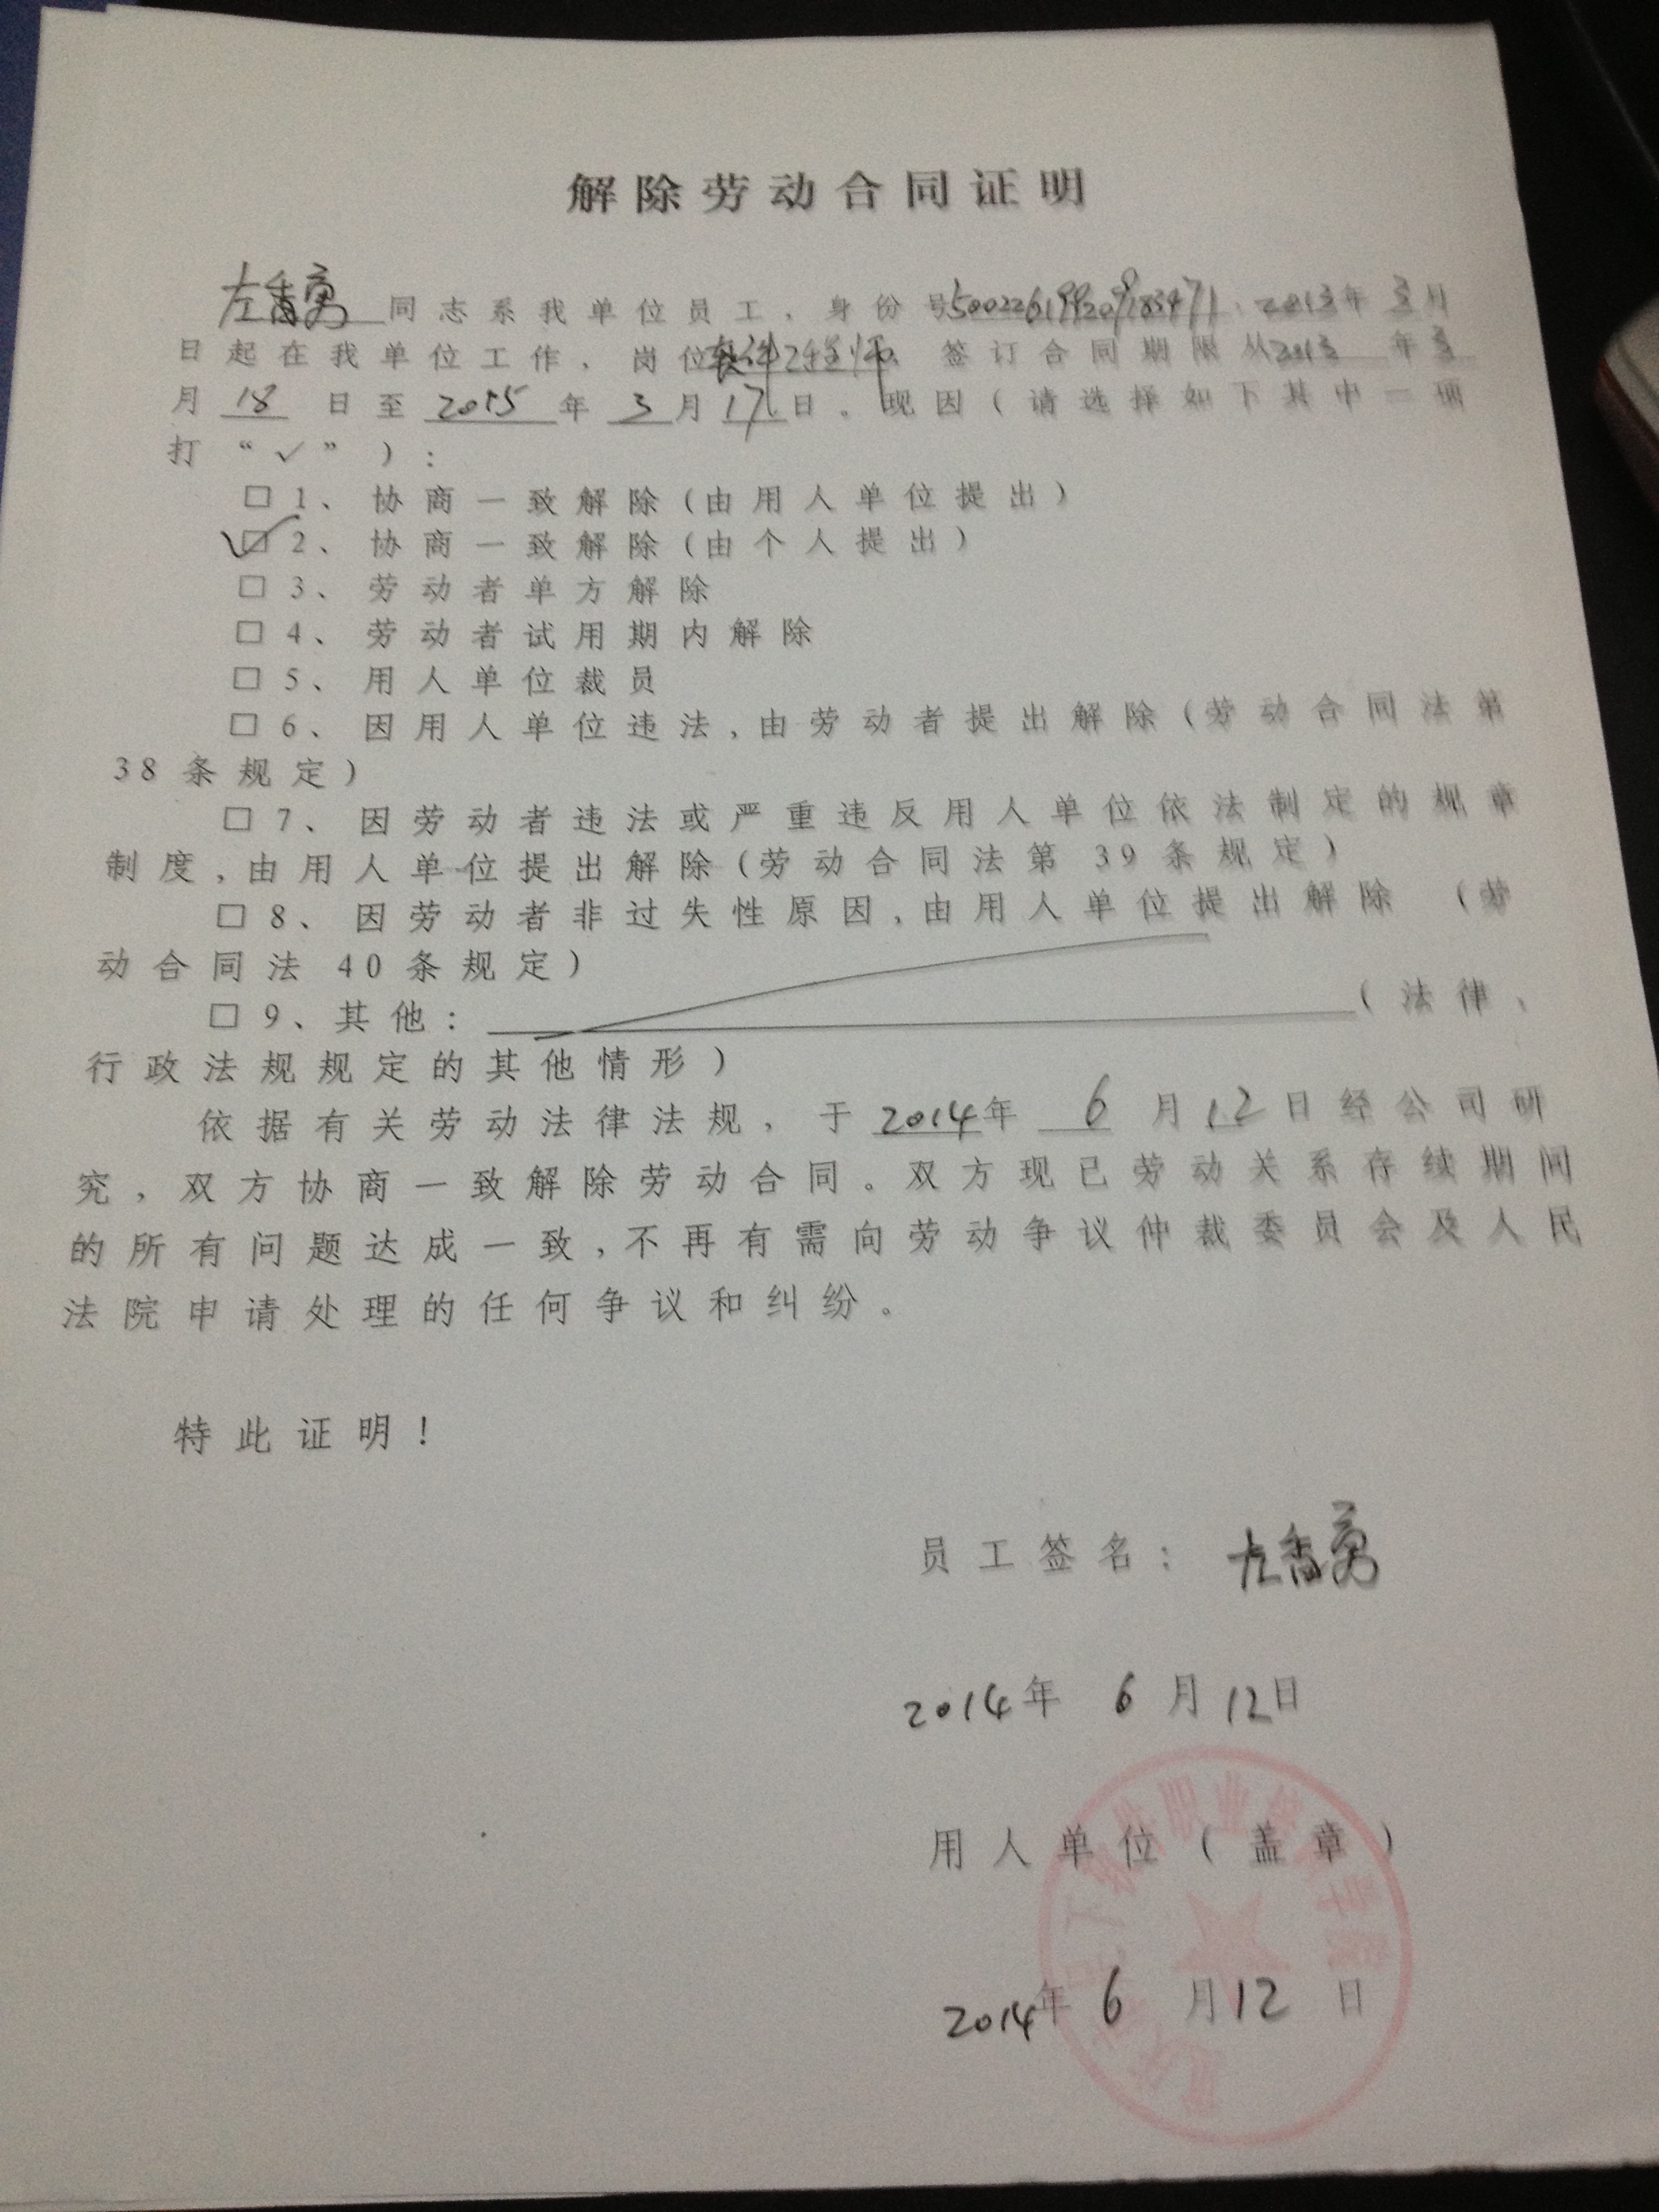 解除劳动合同证明
左 同志系我单位员工，身份号 ，2013年3月
日起在我单位工作，岗位 签订合同期限从2013年3
月18日至2015年3月17日。现因（请选择如下其中一项
打“√”）：
□1、协商一致解除（由用人单位提出）
☑2、协商一致解除（由个人提出）
□3、劳动者单方解除
□4、劳动者试用期内解除
□5、用人单位裁员
□6、因用人单位违法，由劳动者提出解除（劳动合同法第
38条规定）
□7、因劳动者违法或严重违反用人单位依法制定的规章
制度，由用人单位提出解除（劳动合同法第39条规定）
□8、因劳动者非过失性原因，由用人单位提出解除（劳
动合同法40条规定）
□9、其他：（法律、
行政法规规定的其他情形）
依据有关劳动法律法规，于2014年6月12日经公司研
究，双方协商一致解除劳动合同。双方现已劳动关系存续期间
的所有问题达成一致，不再有需向劳动争议仲裁委员会及人民
法院申请处理的任何争议和纠纷。
特此证明！
员工签名：左
2014年6月12日
用人单位（盖章）
2014年6月12日